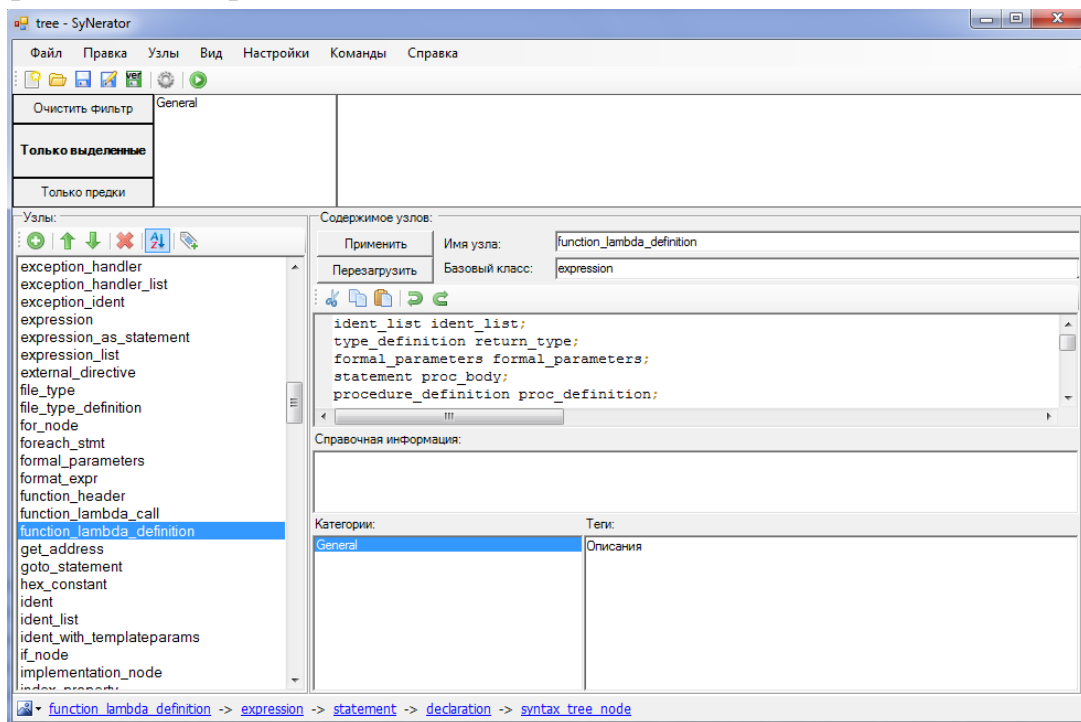 tree - SyNerator
Файл Правка Узлы Вид Настройки Команды Справка
ver
Очистить фильтр
General
Только выделенные
Только предки
Узлы:
exception_handler
exception_handler_list
exception_ident
expression
expression_as_statement
expression_list
external_directive
file_type
file_type_definition
for_node
foreach_stmt
formal_parameters
format_expr
function_header
function_lambda_call
function_lambda_definition
get_address
goto_statement
hex_constant
ident
ident_list
ident_with_templateparams
if_node
implementation_node
index_property
Содержимое узлов:
Применить Имя узла: function_lambda_definition
Перезагрузить Базовый класс: expression
ident_list ident_list;
type_definition return_type;
formal_parameters formal_parameters;
statement proc_body;
procedure_definition proc_definition;
Справочная информация:
Категории: Теги:
General Описания
function_lambda_definition -> expression -> statement -> declaration -> syntax_tree_node